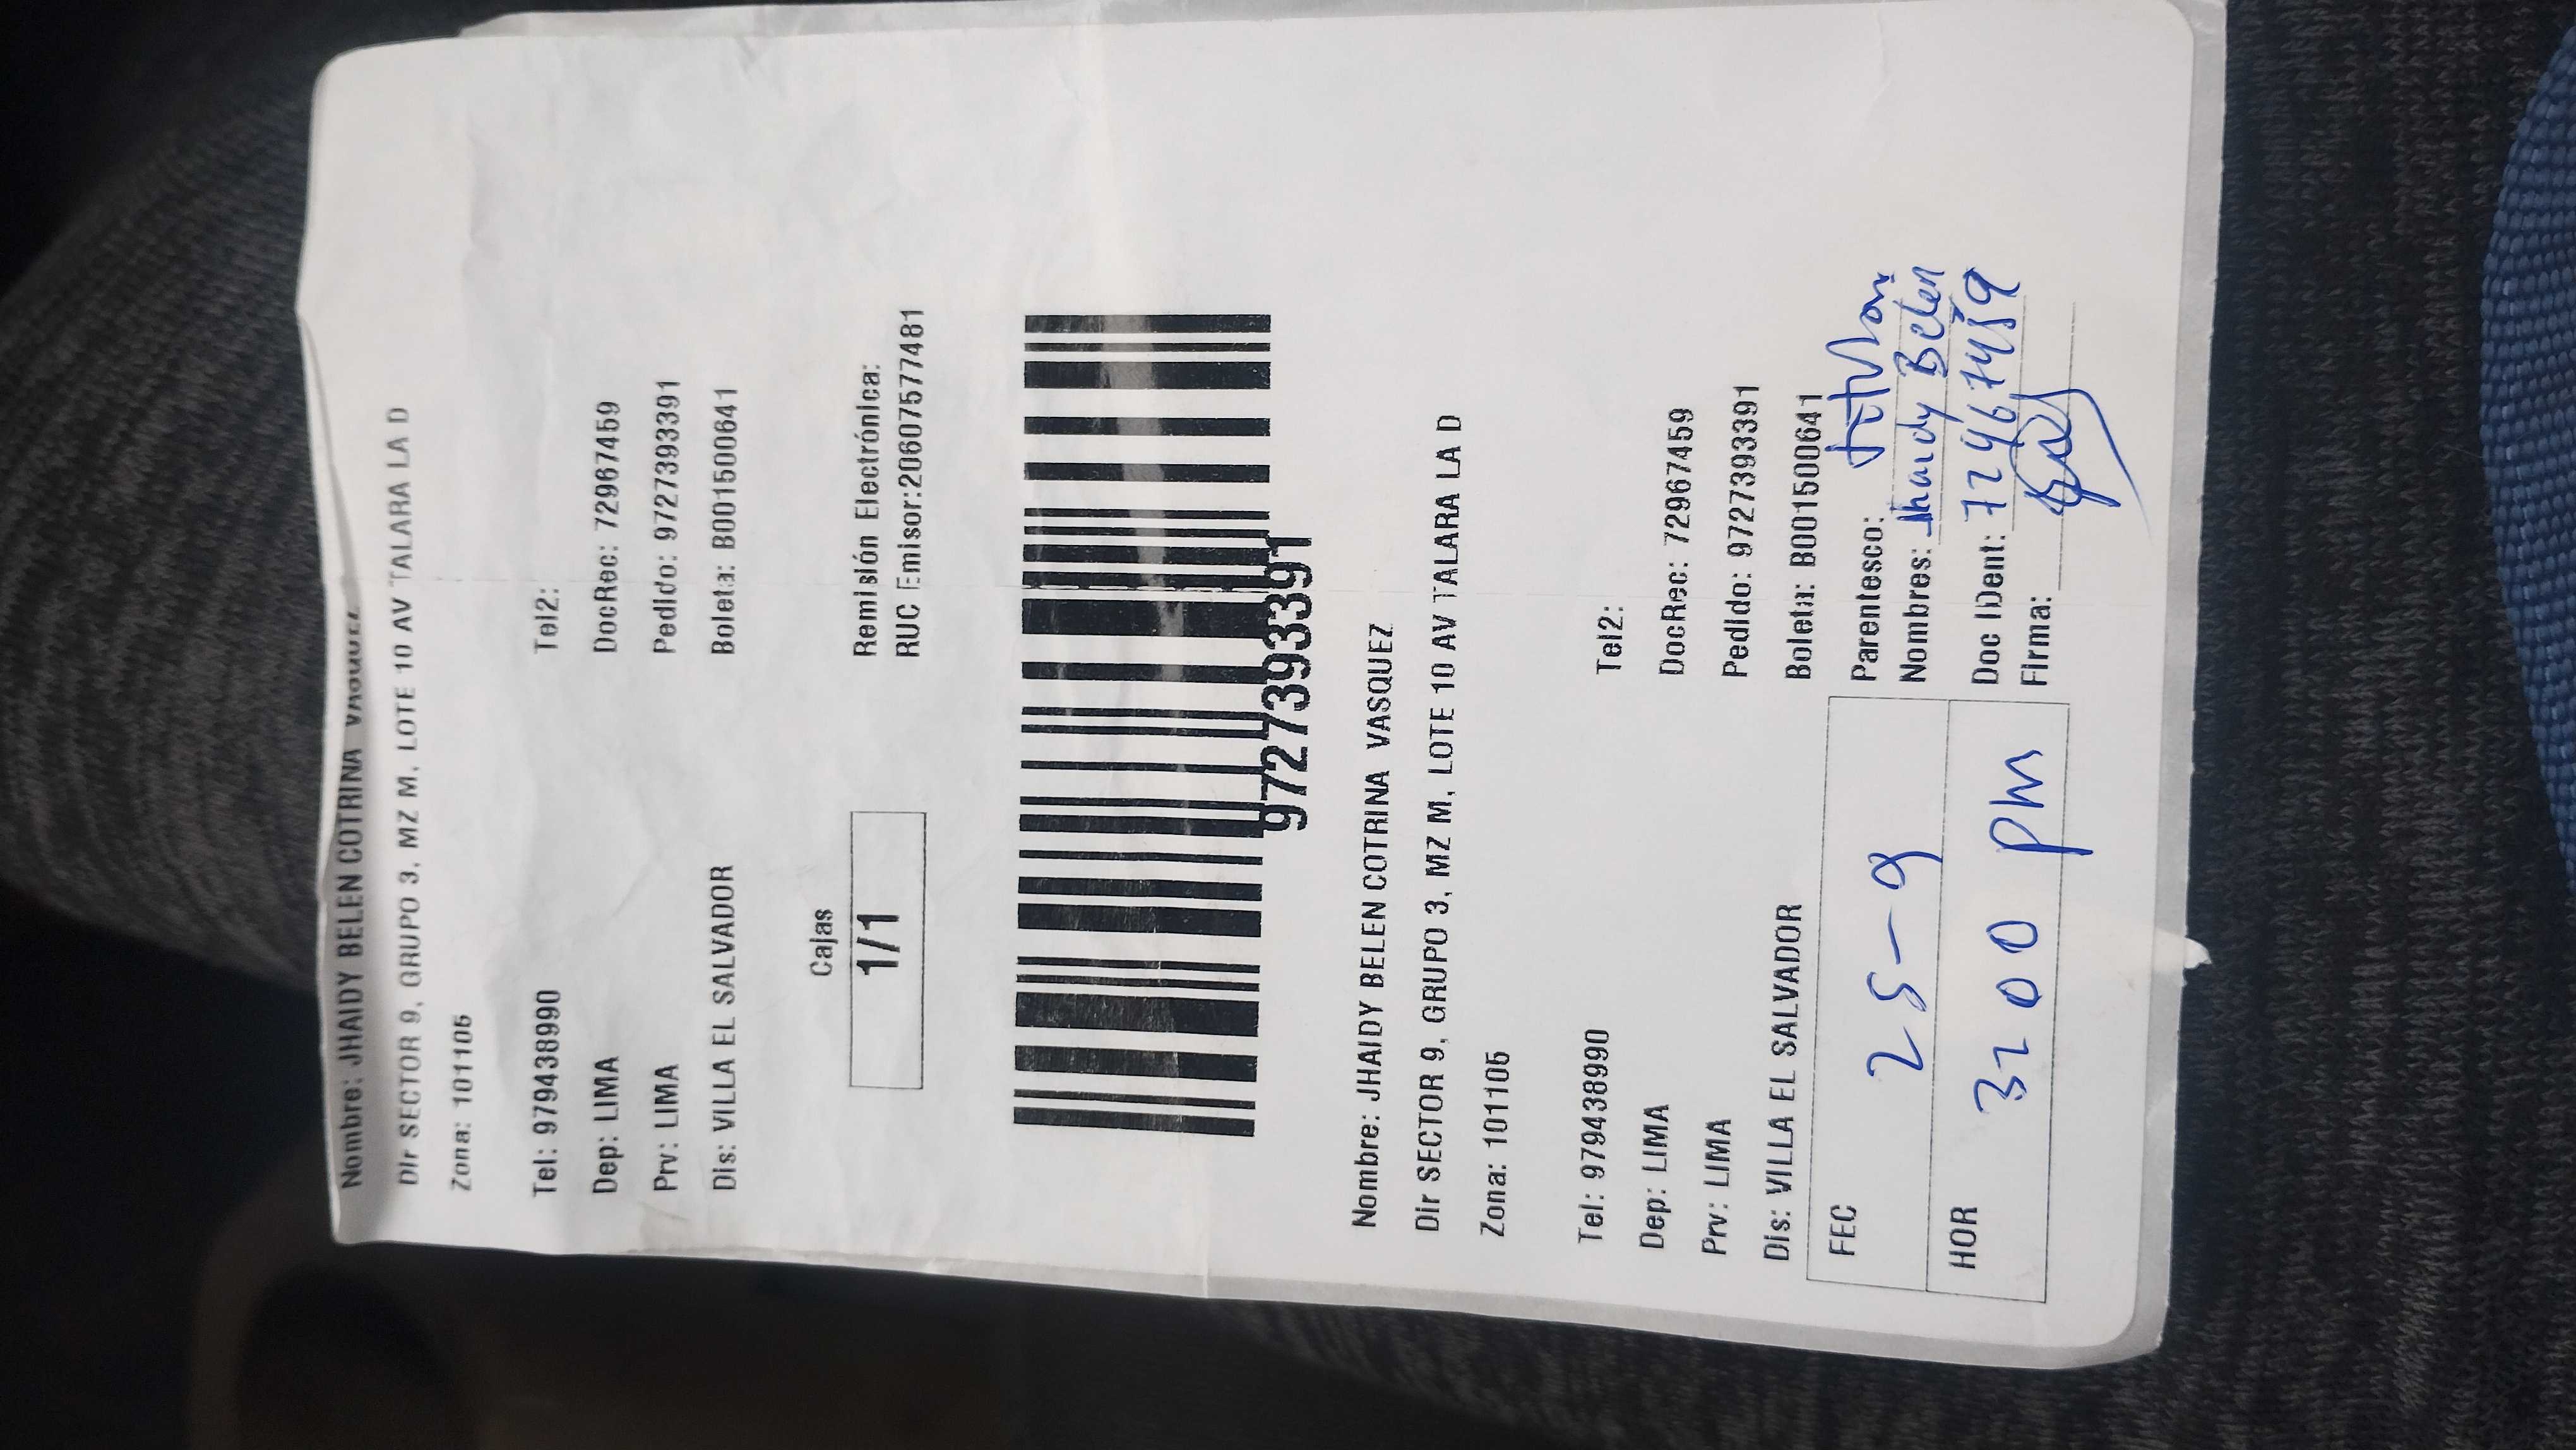 Nombre: JHAIDY BELEN COTRINA VASQUEZ
Dir SECTOR 9, GRUPO 3, MZ M, LOTE 10 AV TALARA LA D
Zona: 101105
Tel: 979438990 Tel2:
Dep: LIMA DocRec: 72967459
Prv: LIMA Pedido: 9727393391
Dis: VILLA EL SALVADOR Boleta: B0015000641
Cajas
1/1
Remisión Electrónica:
RUC Emisor:20607577481
9727393391
Nombre: JHAIDY BELEN COTRINA VASQUEZ
Dir SECTOR 9, GRUPO 3, MZ M, LOTE 10 AV TALARA LA D
Zona: 101105
Tel: 979438990 Tel2:
Dep: LIMA DocRec: 72967459
Prv: LIMA Pedido: 9727393391
Dis: VILLA EL SALVADOR Boleta: B0015000641
FEC 25-9 Parentesco:
Nombres: Jhaidy Belen
HOR 3:00 pm Doc IDent: 72967459
Firma: